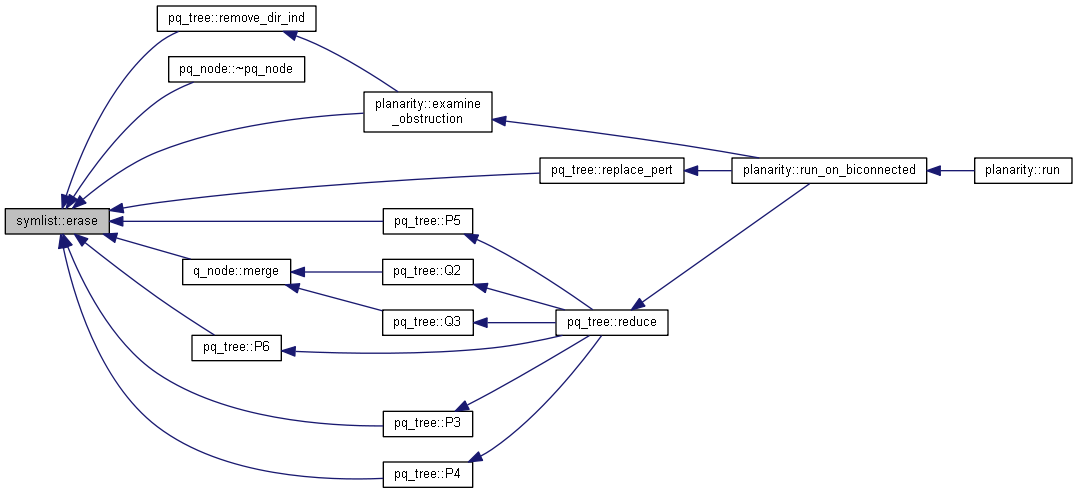 pq_tree::remove_dir_ind
pq_node::~pq_node
planarity::examine
_obstruction
pq_tree::replace_pert
planarity::run_on_biconnected
planarity::run
symlist::erase
pq_tree::P5
q_node::merge
pq_tree::Q2
pq_tree::Q3
pq_tree::reduce
pq_tree::P6
pq_tree::P3
pq_tree::P4